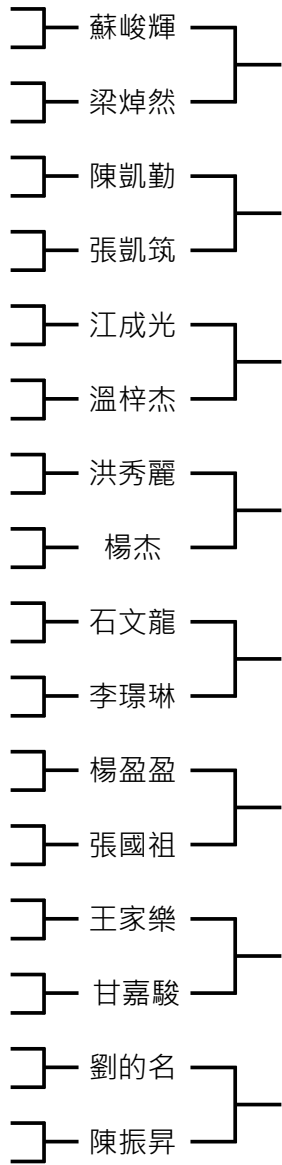 蘇峻輝
梁焯然
陳凱勤
張凱筑
江成光
溫梓杰
洪秀麗
楊杰
石文龍
李璟琳
楊盈盈
張國祖
王家樂
甘嘉駿
劉的名
陳振昇